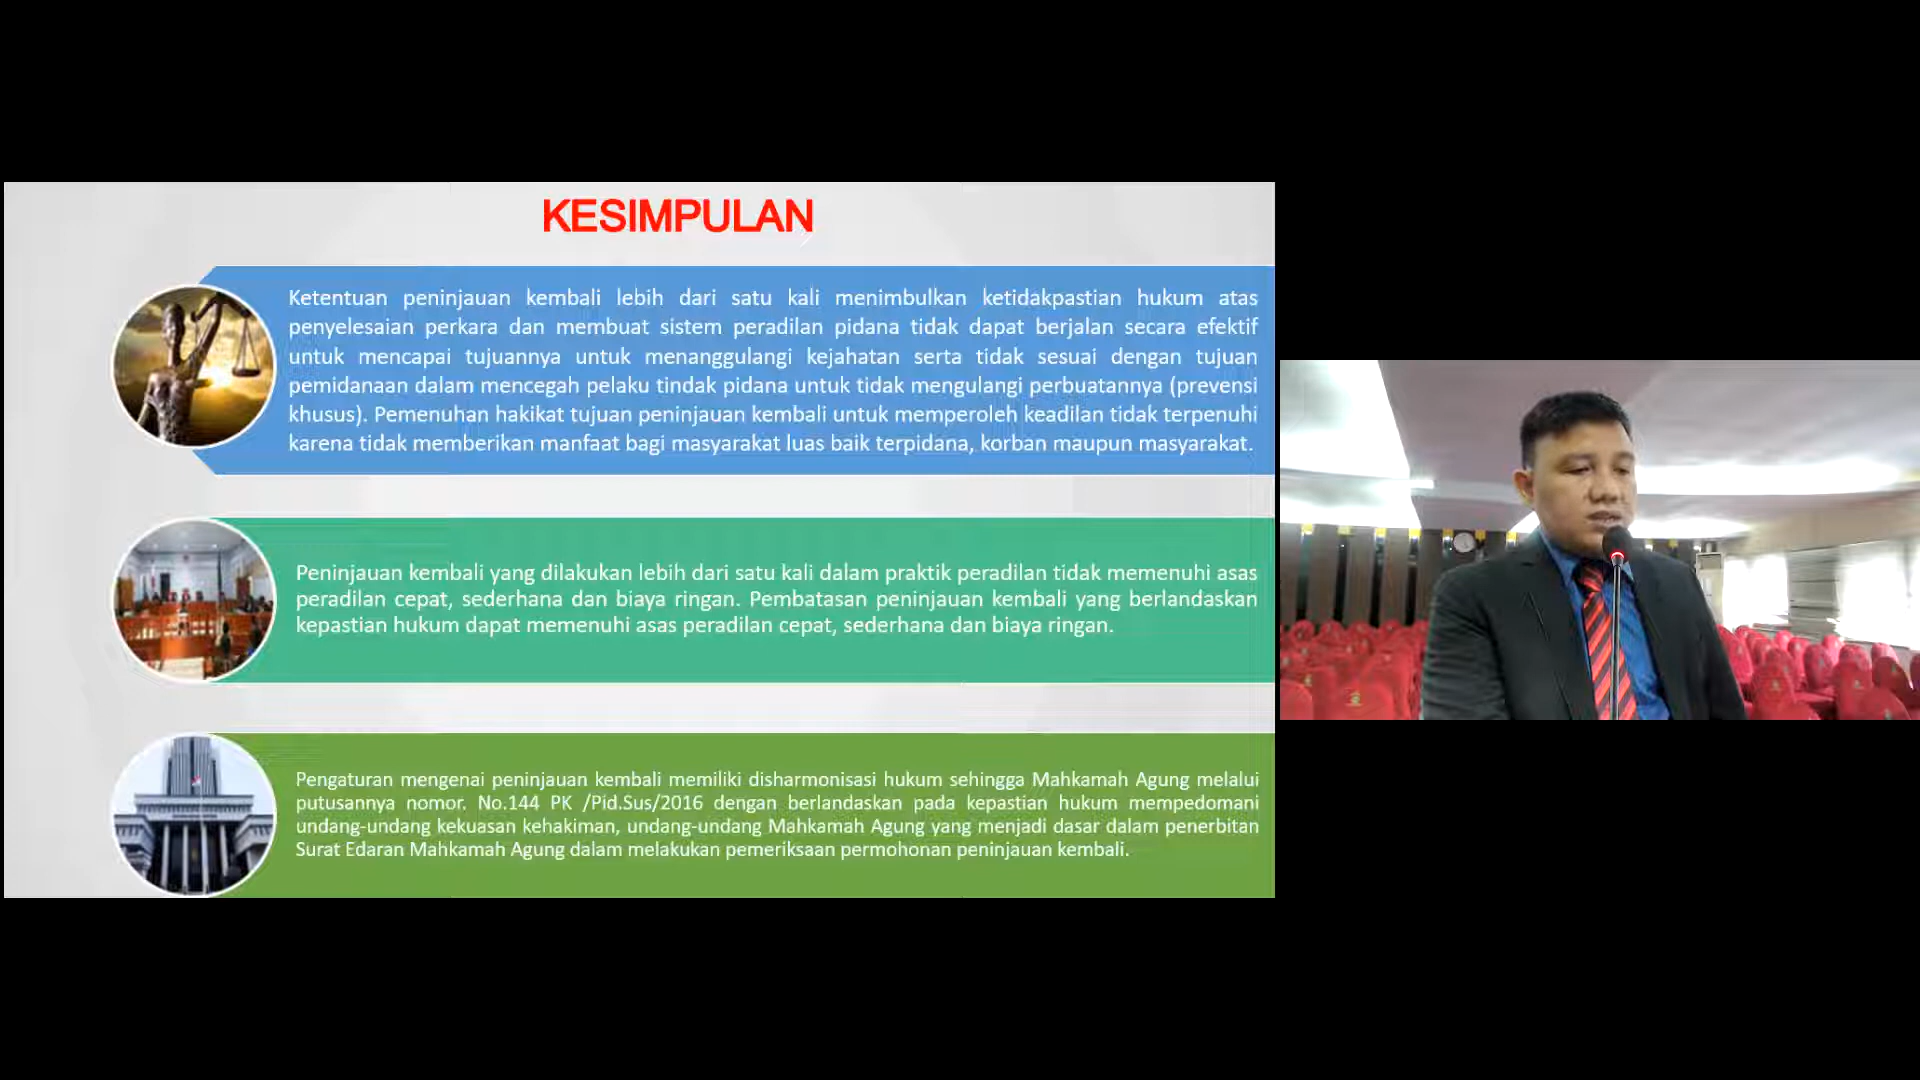 KESIMPULAN
Ketentuan peninjauan kembali lebih dari satu kali menimbulkan ketidakpastian hukum atas
penyelesaian perkara dan membuat sistem peradilan pidana tidak dapat berjalan secara efektif
untuk mencapai tujuannya untuk menanggulangi kejahatan serta tidak sesuai dengan tujuan
pemidanaan dalam mencegah pelaku tindak pidana untuk tidak mengulangi perbuatannya (prevensi
khusus). Pemenuhan hakikat tujuan peninjauan kembali untuk memperoleh keadilan tidak terpenuhi
karena tidak memberikan manfaat bagi masyarakat luas baik terpidana, korban maupun masyarakat.
Peninjauan kembali yang dilakukan lebih dari satu kali dalam praktik peradilan tidak memenuhi asas
peradilan cepat, sederhana dan biaya ringan. Pembatasan peninjauan kembali yang berlandaskan
kepastian hukum dapat memenuhi asas peradilan cepat, sederhana dan biaya ringan.
Pengaturan mengenai peninjauan kembali memiliki disharmonisasi hukum sehingga Mahkamah Agung melalui
putusannya nomor. No.144 PK /Pid.Sus/2016 dengan berlandaskan pada kepastian hukum mempedomani
undang-undang kekuasan kehakiman, undang-undang Mahkamah Agung yang menjadi dasar dalam penerbitan
Surat Edaran Mahkamah Agung dalam melakukan pemeriksaan permohonan peninjauan kembali.